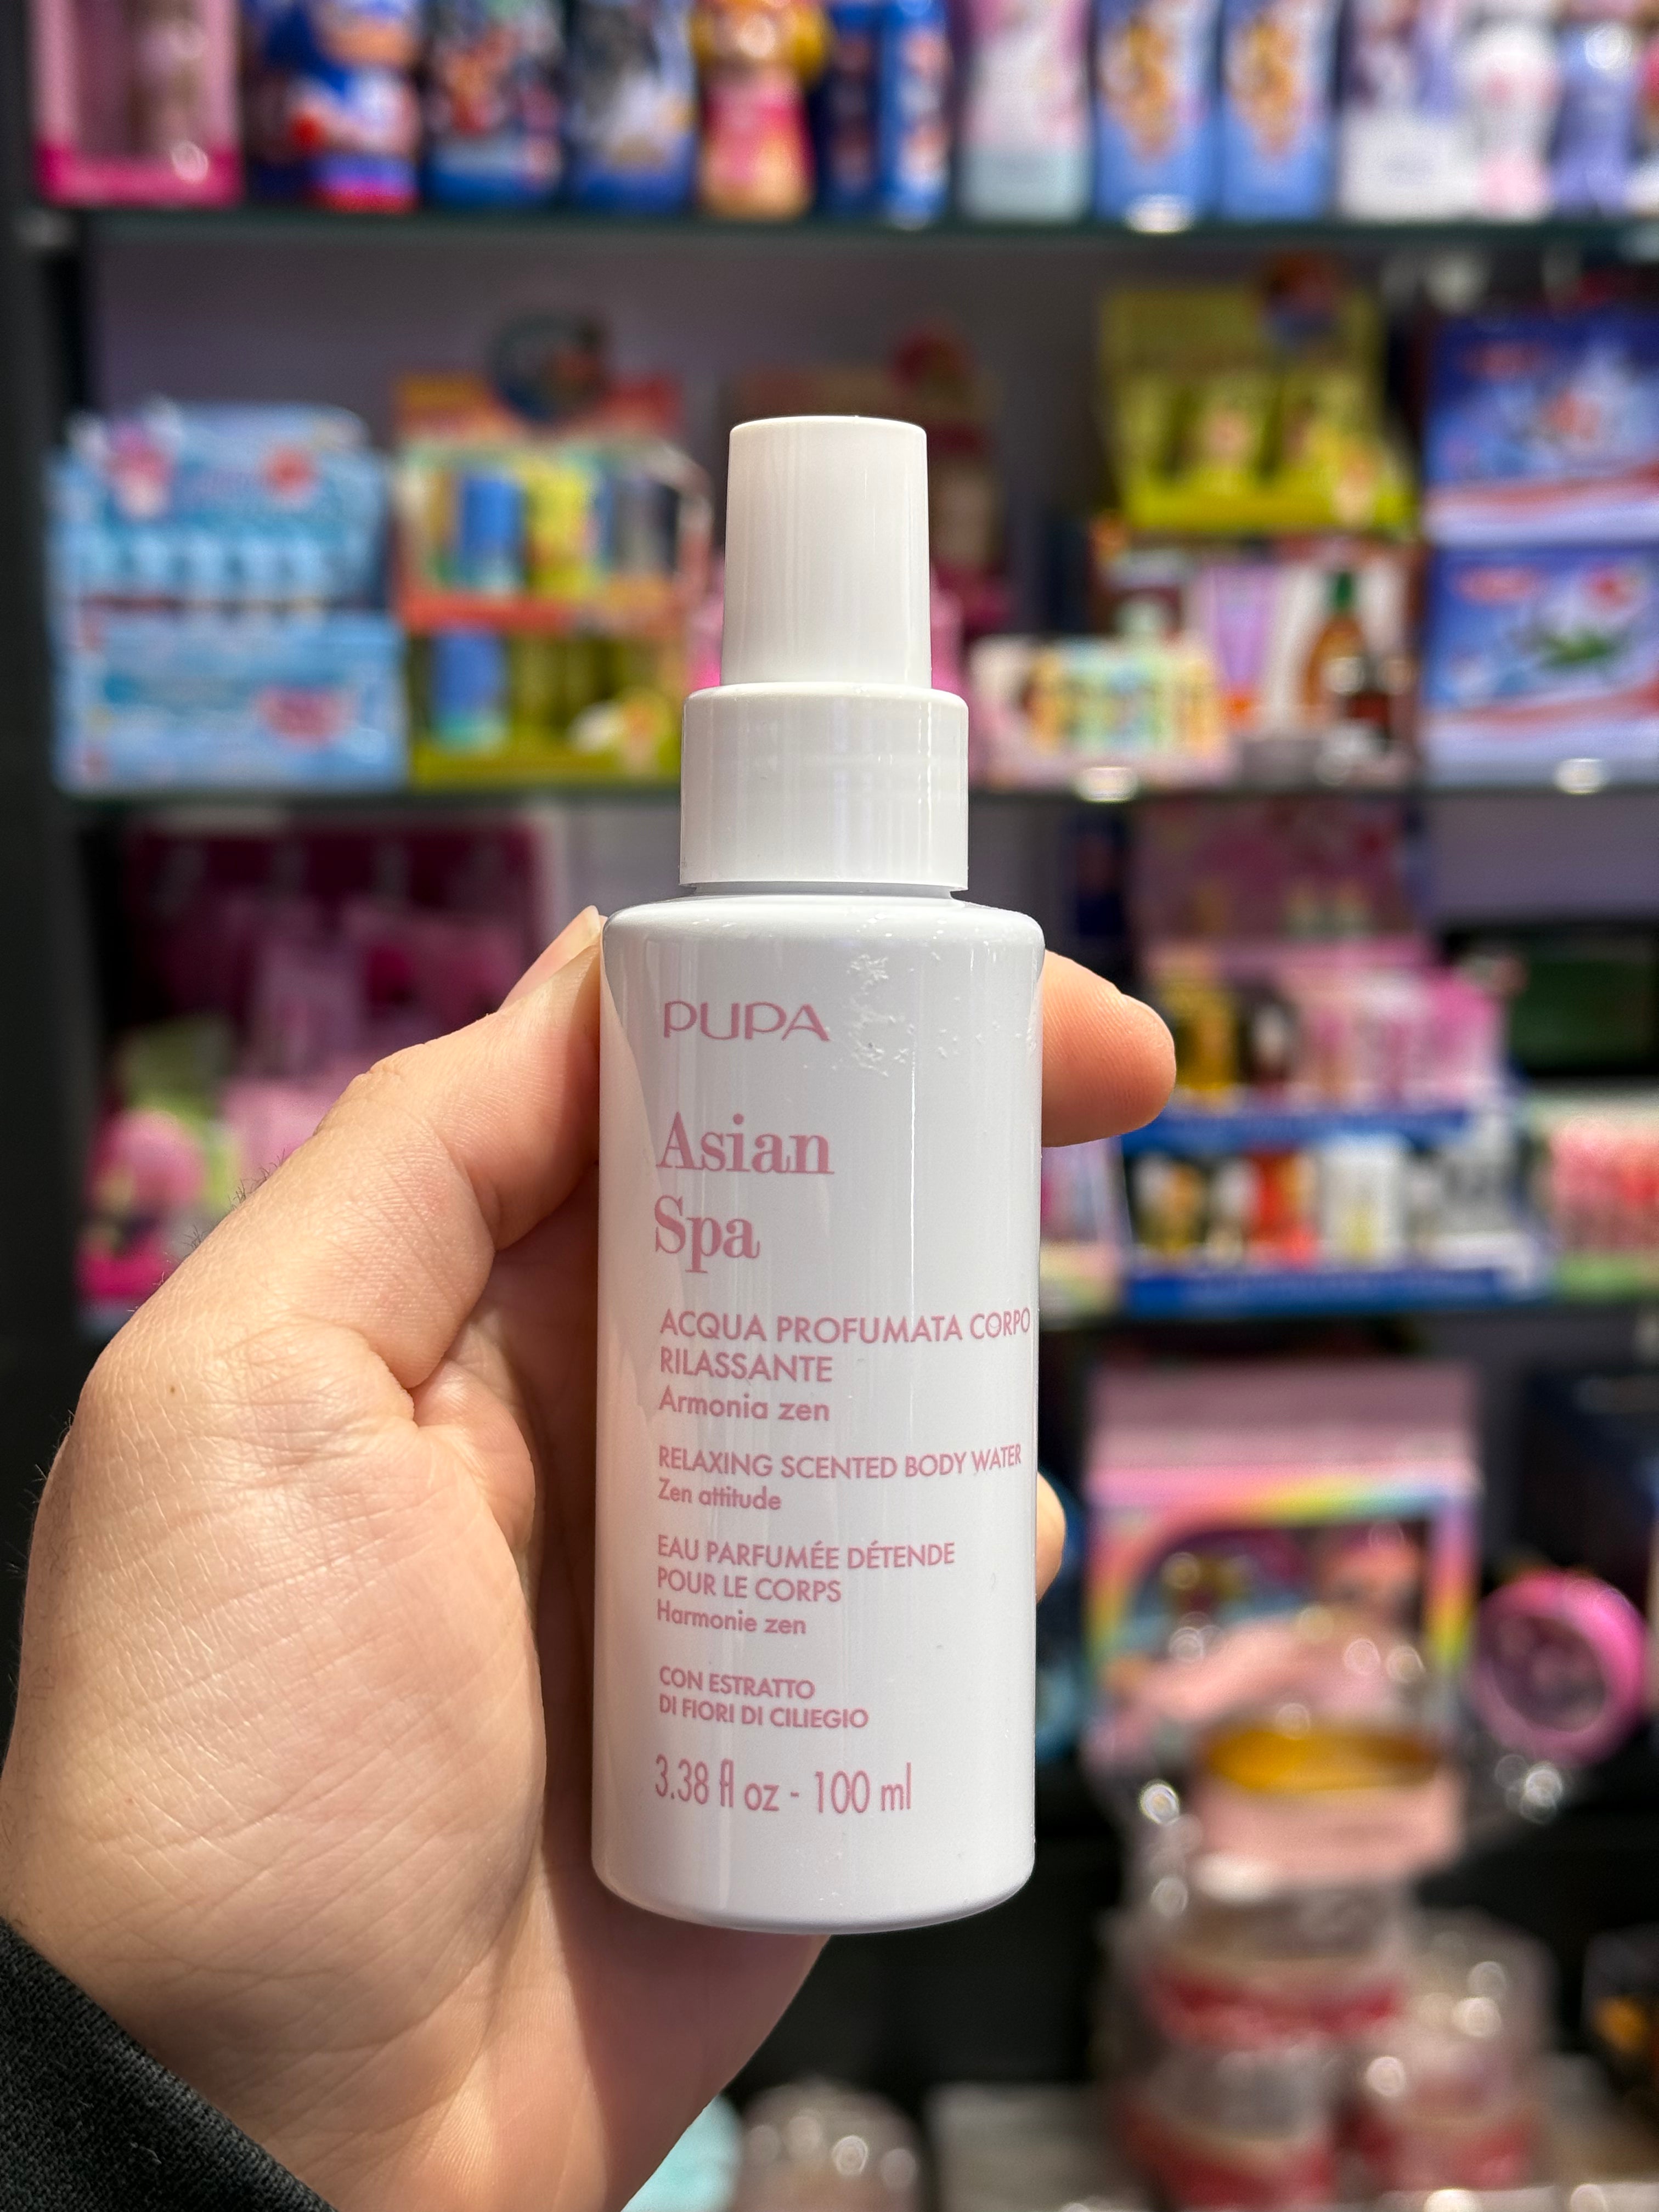 PUPA
Asian
Spa
ACQUA PROFUMATA CORPO
RILASSANTE
Armonia zen
RELAXING SCENTED BODY WATER
Zen attitude
EAU PARFUMÉE DÉTENDE
POUR LE CORPS
Harmonie zen
CON ESTRATTO
DI FIORI DI CILIEGIO
3.38 fl oz - 100 ml